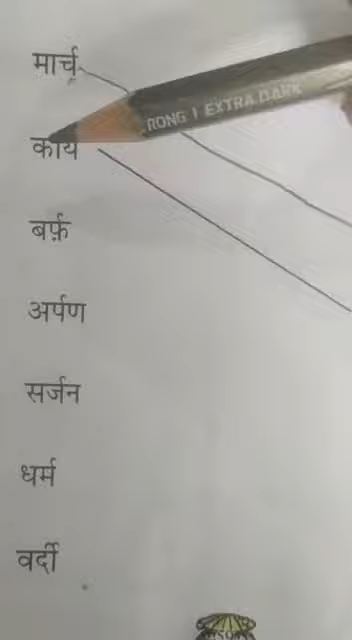 मार्च
RONG 1 EXTRA DARK
बर्फ़
अर्पण
सर्जन
धर्म
वर्दी